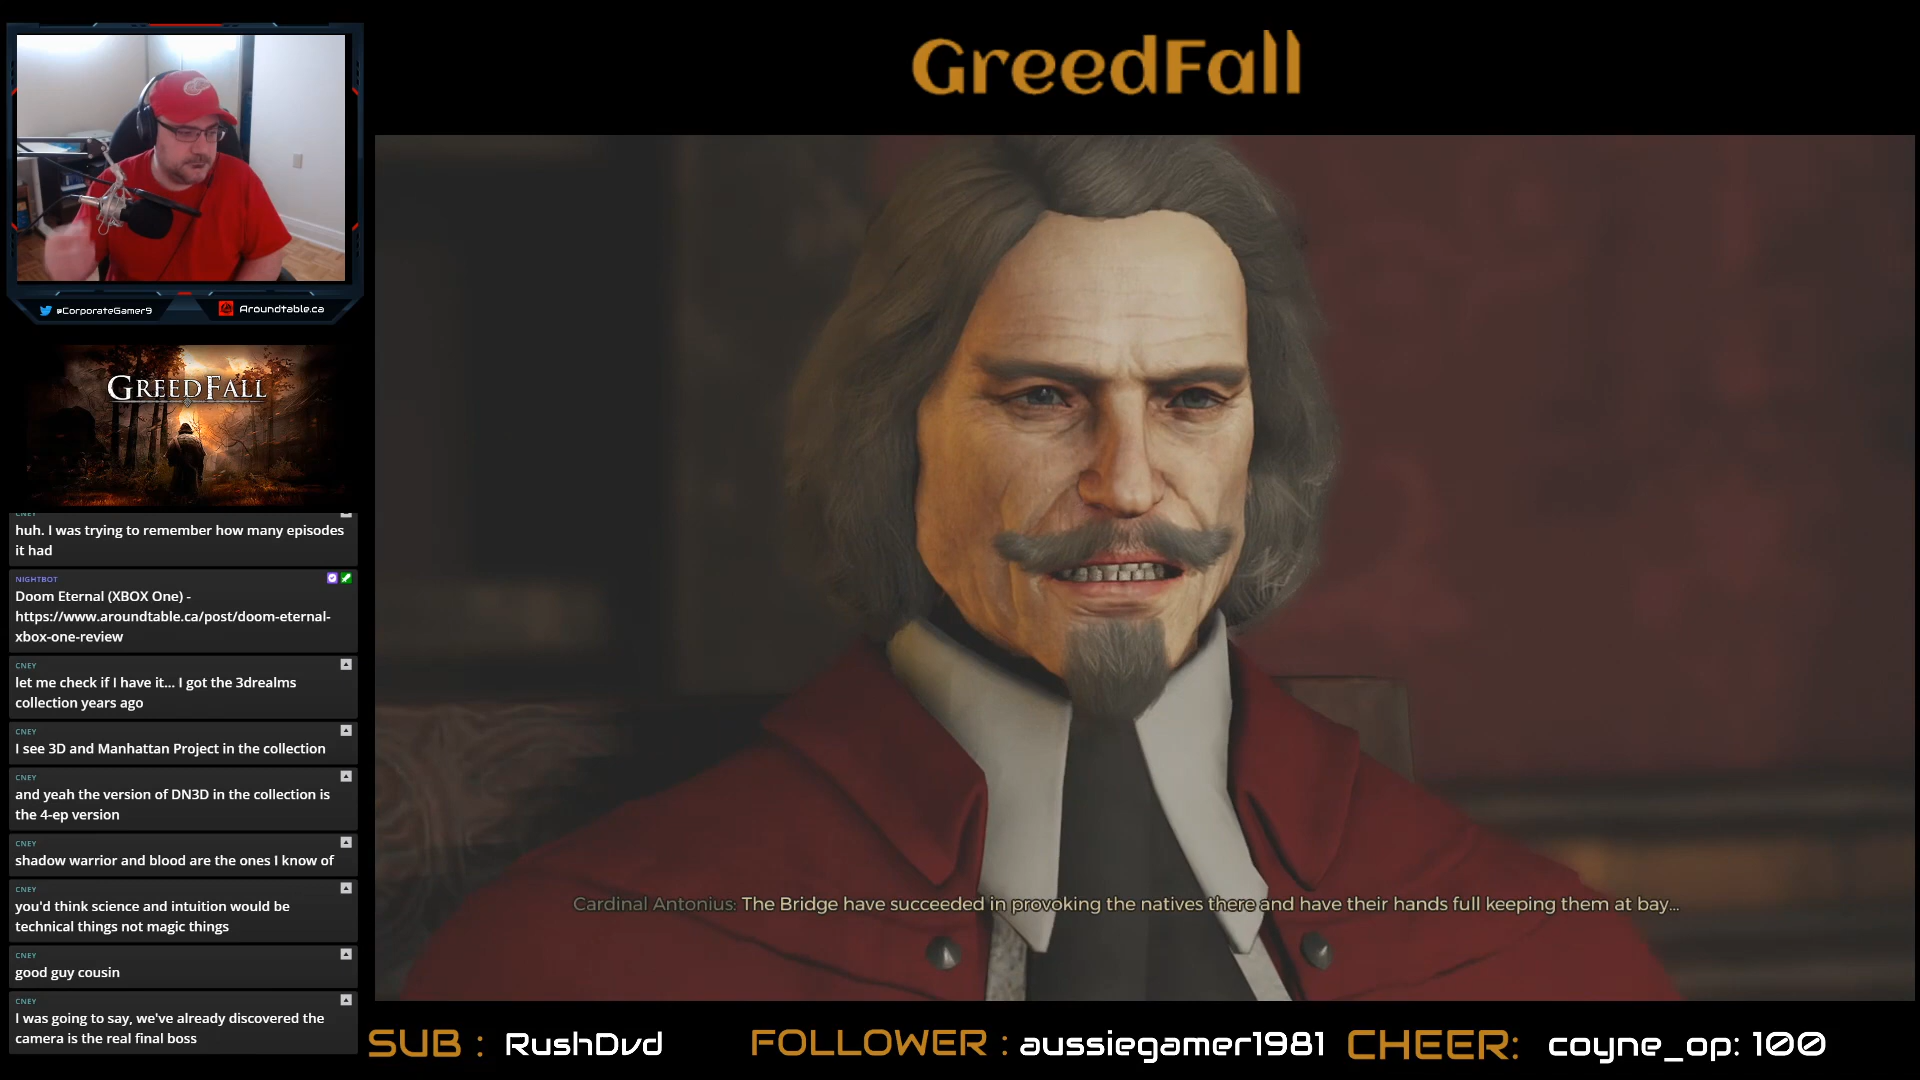 GreedFall
@CorporateGamer9
Aroundtable.ca
GREEDFALL
CNEY
huh. I was trying to remember how many episodes
it had
NIGHTBOT
Doom Eternal (XBOX One) -
https://www.aroundtable.ca/post/doom-eternal-
xbox-one-review
CNEY
let me check if I have it... I got the 3drealms
collection years ago
CNEY
I see 3D and Manhattan Project in the collection
CNEY
and yeah the version of DN3D in the collection is
the 4-ep version
CNEY
shadow warrior and blood are the ones I know of
CNEY
you'd think science and intuition would be
technical things not magic things
CNEY
good guy cousin
CNEY
I was going to say, we've already discovered the
camera is the real final boss
Cardinal Antonius: The Bridge have succeeded in provoking the natives there and have their hands full keeping them at bay...
SUB : RushDvd FOLLOWER : aussiegamer1981 CHEER: coyne_op: 100